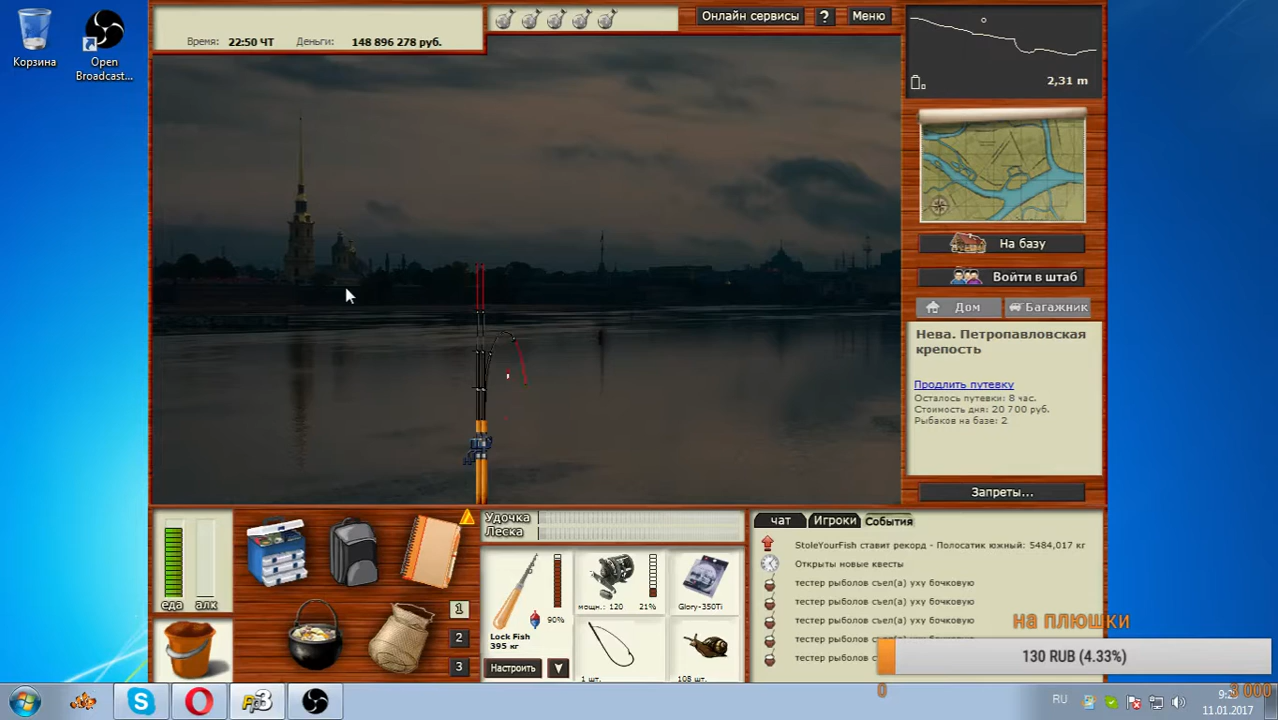 Корзина
Open
Broadcast...
Время: 22:50 ЧТ Деньги: 148 896 278 руб.
Онлайн сервисы ? Меню
2,31 m
На базу
Войти в штаб
Дом Багажник
Нева. Петропавловская
крепость
Продлить путевку
Осталось путевки: 8 час.
Стоимость дня: 20 700 руб.
Рыбаков на базе: 2
Запреты...
еда алк
1
2
3
Удочка
Леска
90%
Lock Fish
395 кг
Настроить
мощн.: 120 21%
Glory-350Ti
1 шт.
108 шт.
чат Игроки События
StoleYourFish ставит рекорд - Полосатик южный: 5484,017 кг
Открыты новые квесты
тестер рыболов съел(а) уху бочковую
тестер рыболов съел(а) уху бочковую
тестер рыболов съел(а) уху бочковую
тестер рыболов съел(а)
тестер рыболов съел(а)
на плюшки
130 RUB (4.33%)
0 3 000
RU
11.01.2017